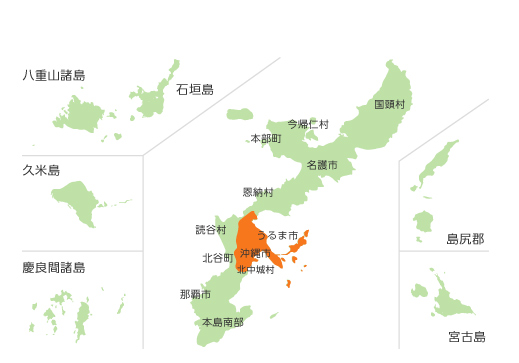 八重山諸島
石垣島
国頭村
今帰仁村
本部町
名護市
久米島
恩納村
読谷村
うるま市
島尻郡
沖縄市
北谷町
北中城村
慶良間諸島
那覇市
本島南部
宮古島